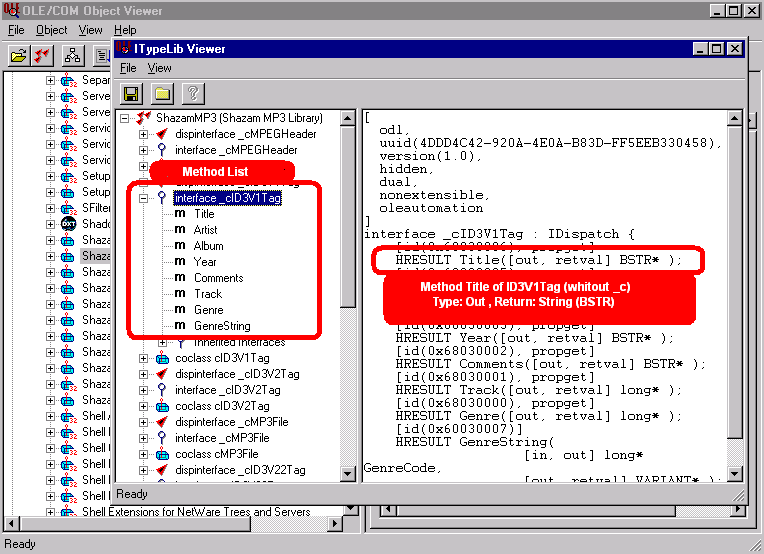 OLE/COM Object Viewer
File Object View Help
ITypeLib Viewer
File View
Separ
Serve
Serve
Servic
Servic
Servic
Setup
Setup
SFilter
Shado
Shaza
Shaza
Shaza
Shaza
Shaza
Shaza
Shaza
Shaza
Shaza
Shaza
Shell A
Shell I
Shell
Shell
Shell
Shell
Shell Extensions for NetWare Trees and Servers
ShazamMP3 (Shazam MP3 Library)
dispinterface _cMPEGHeader
interface _cMPEGHeader
Method List
interface _cID3V1Tag
Title
Artist
Album
Year
Comments
Track
Genre
GenreString
Inherited Interfaces
coclass cID3V1Tag
dispinterface _cID3V2Tag
interface _cID3V2Tag
coclass cID3V2Tag
dispinterface _cMP3File
interface _cMP3File
coclass cMP3File
dispinterface _cID3V22Tag
[
odl,
uuid(4DDD4C42-920A-4E0A-B83D-FF5EEB330458),
version(1.0),
hidden,
dual,
nonextensible,
oleautomation
]
interface _cID3V1Tag : IDispatch {
[id(0x68030006), propget]
HRESULT Title([out, retval] BSTR* );
Method Title of ID3V1Tag (whitout _c)
Type: Out , Return: String (BSTR)
[id(0x68030003), propget]
HRESULT Year([out, retval] BSTR* );
[id(0x68030002), propget]
HRESULT Comments([out, retval] BSTR* );
[id(0x68030001), propget]
HRESULT Track([out, retval] long* );
[id(0x68030000), propget]
HRESULT Genre([out, retval] long* );
[id(0x60030007)]
HRESULT GenreString(
[in, out] long*
GenreCode,
[out, retval] VARIANT* );
Ready
Ready